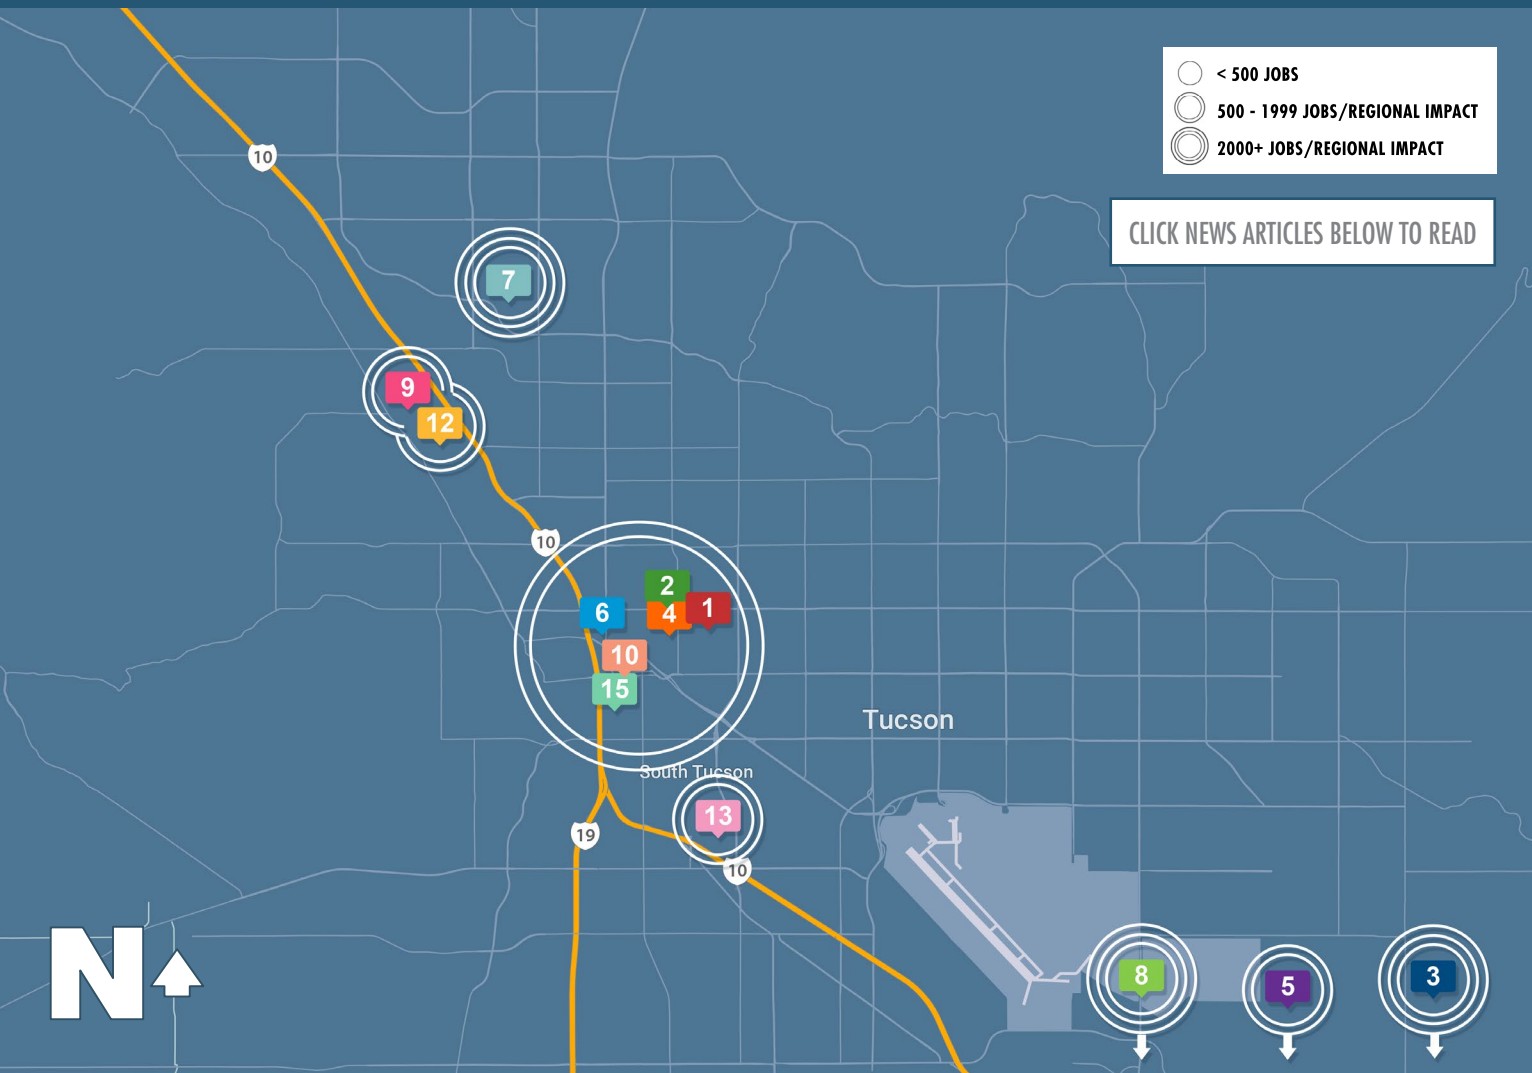 < 500 JOBS
500 - 1999 JOBS/REGIONAL IMPACT
2000+ JOBS/REGIONAL IMPACT
10
CLICK NEWS ARTICLES BELOW TO READ
7
9
12
10
2
6
4
1
10
15
Tucson
South Tucson
13
19
10
N
8
5
3